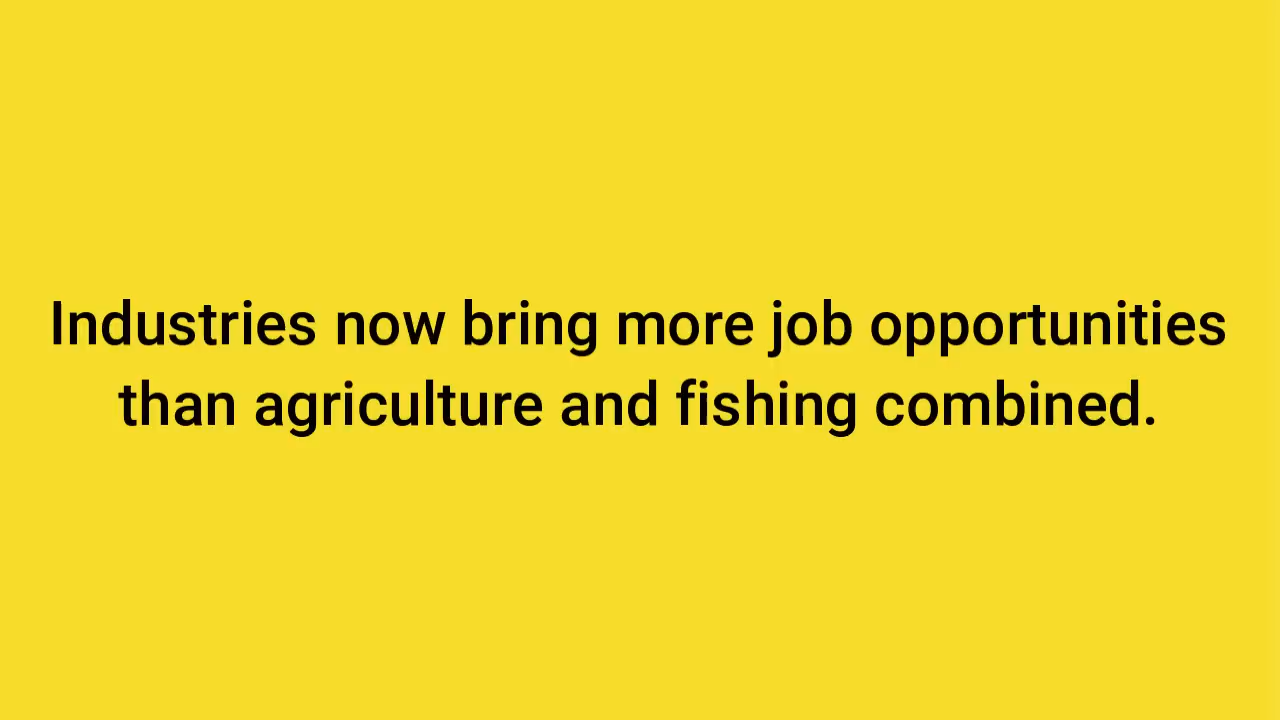 Industries now bring more job opportunities
than agriculture and fishing combined.